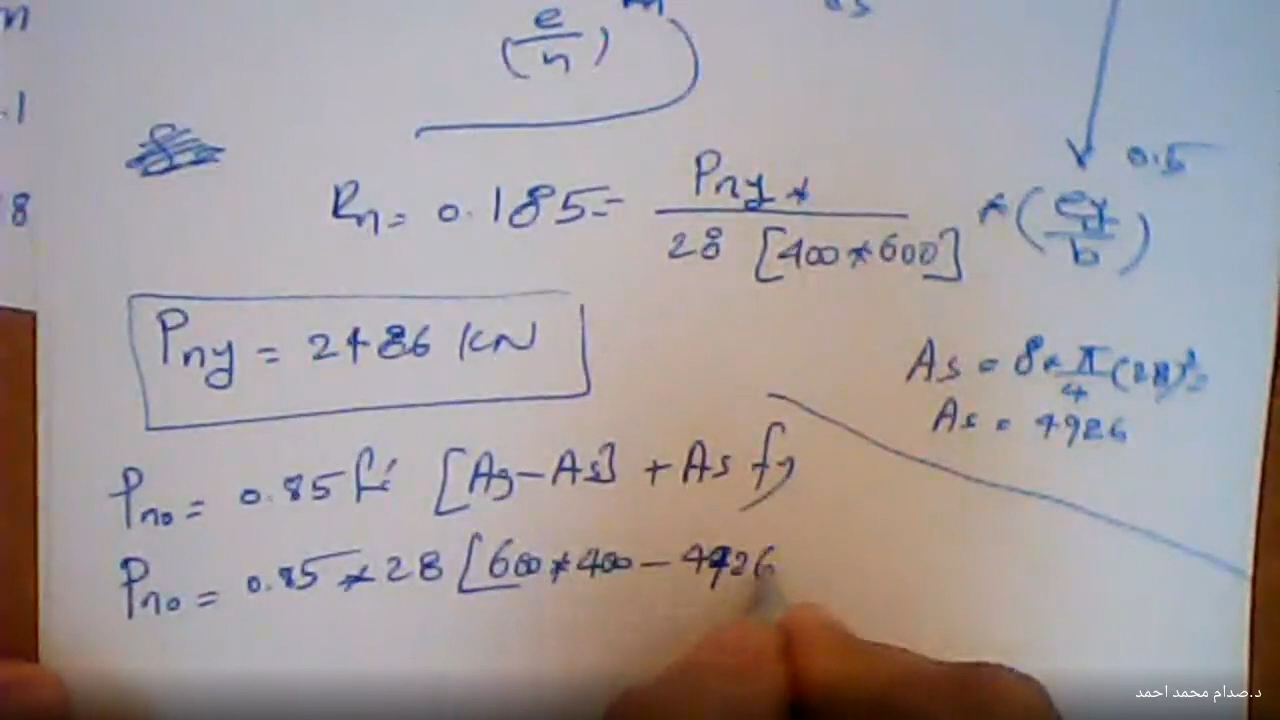 n
(e/n)
.1
8
0.5
Rn = 0.185 = Pny * / 28 [400*600] * (ey/b)
Pny = 2486 KN
As = 8 * π/4 (28)² =
As = 4926
Pno = 0.85 fc' [Ag - As] + As fy
Pno = 0.85 * 28 [600*400 - 4926
د.صدام محمد احمد